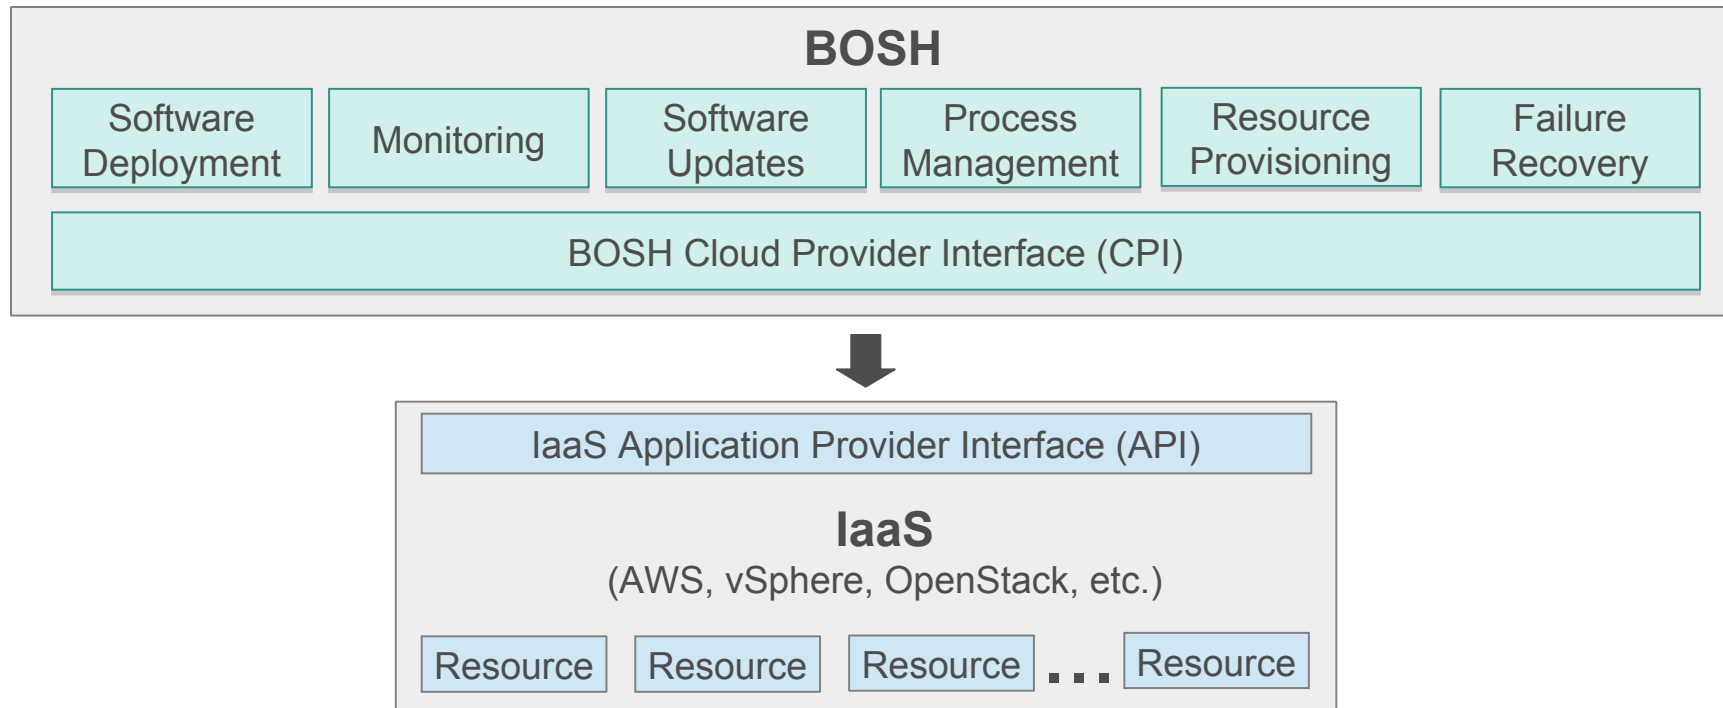 BOSH
Software
Deployment
Monitoring
Software
Updates
Process
Management
Resource
Provisioning
Failure
Recovery
BOSH Cloud Provider Interface (CPI)
IaaS Application Provider Interface (API)
IaaS
(AWS, vSphere, OpenStack, etc.)
Resource Resource Resource ... Resource